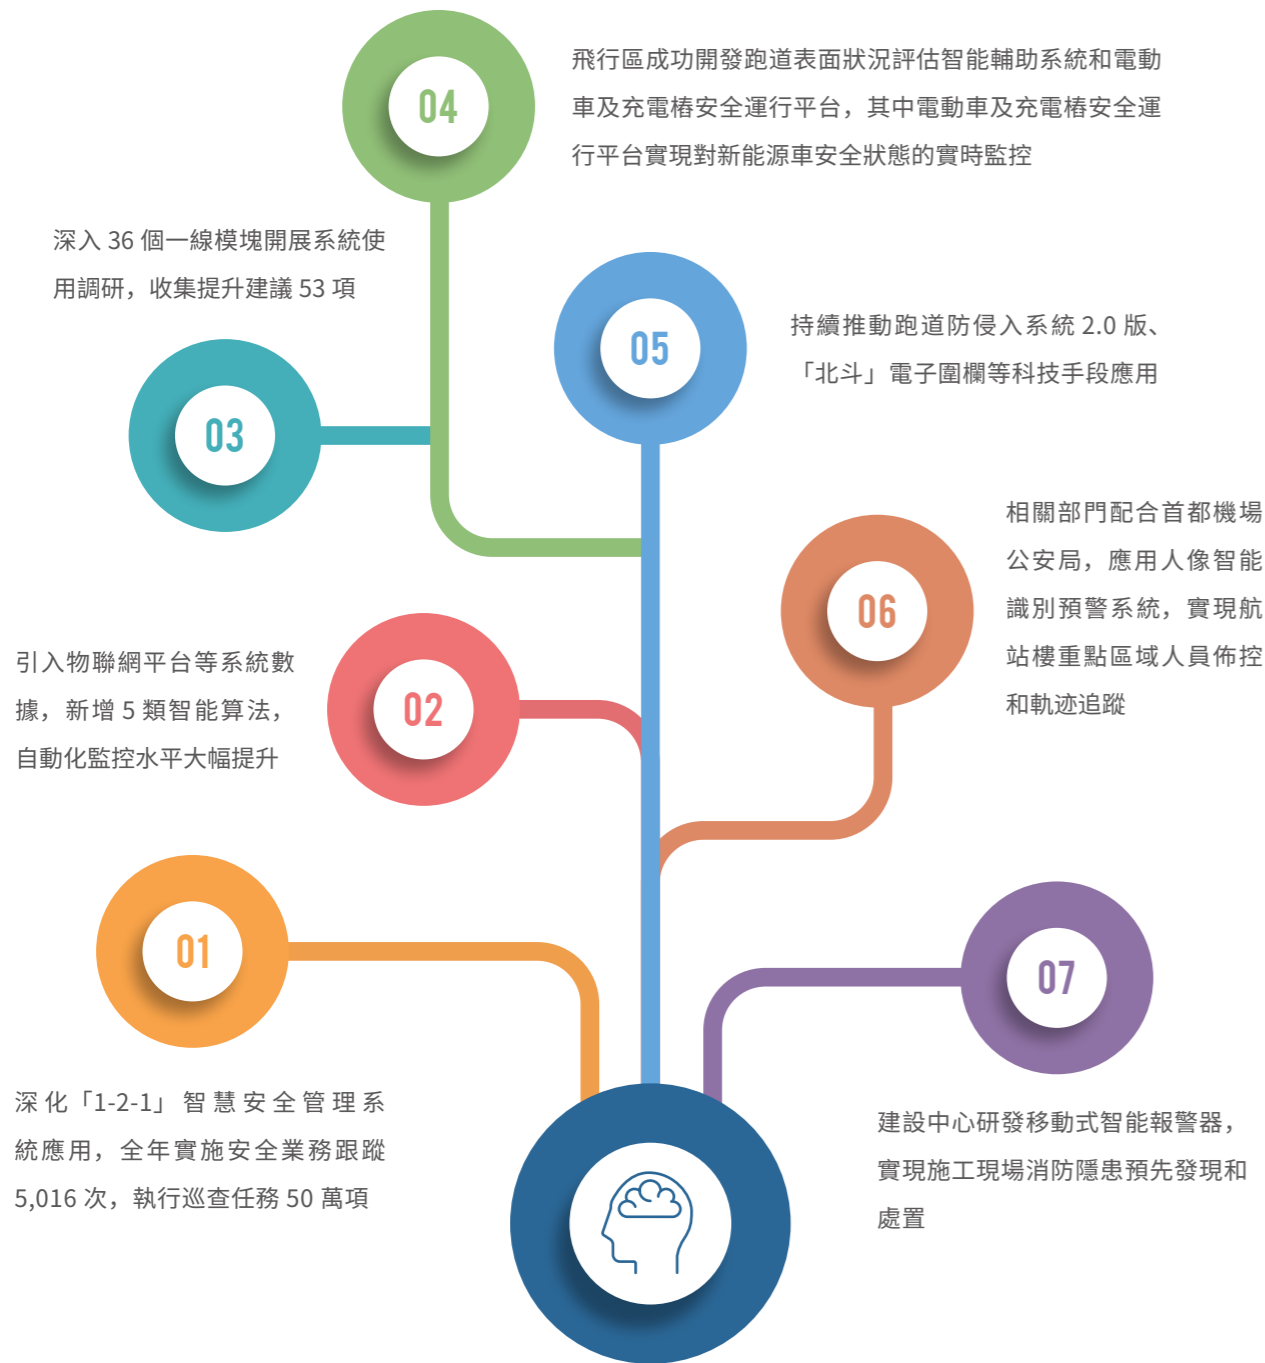 04
飛行區成功開發跑道表面狀況評估智能輔助系統和電動
車及充電樁安全運行平台，其中電動車及充電樁安全運
行平台實現對新能源車安全狀態的實時監控
深入 36 個一線模塊開展系統使
用調研，收集提升建議 53 項
03
05
持續推動跑道防侵入系統 2.0 版、
「北斗」電子圍欄等科技手段應用
06
相關部門配合首都機場
公安局，應用人像智能
識別預警系統，實現航
站樓重點區域人員佈控
和軌迹追蹤
引入物聯網平台等系統數
據，新增 5 類智能算法，
自動化監控水平大幅提升
02
01
深化「1-2-1」智慧安全管理系
統應用，全年實施安全業務跟蹤
5,016 次，執行巡查任務 50 萬項
07
建設中心研發移動式智能報警器，
實現施工現場消防隱患預先發現和
處置